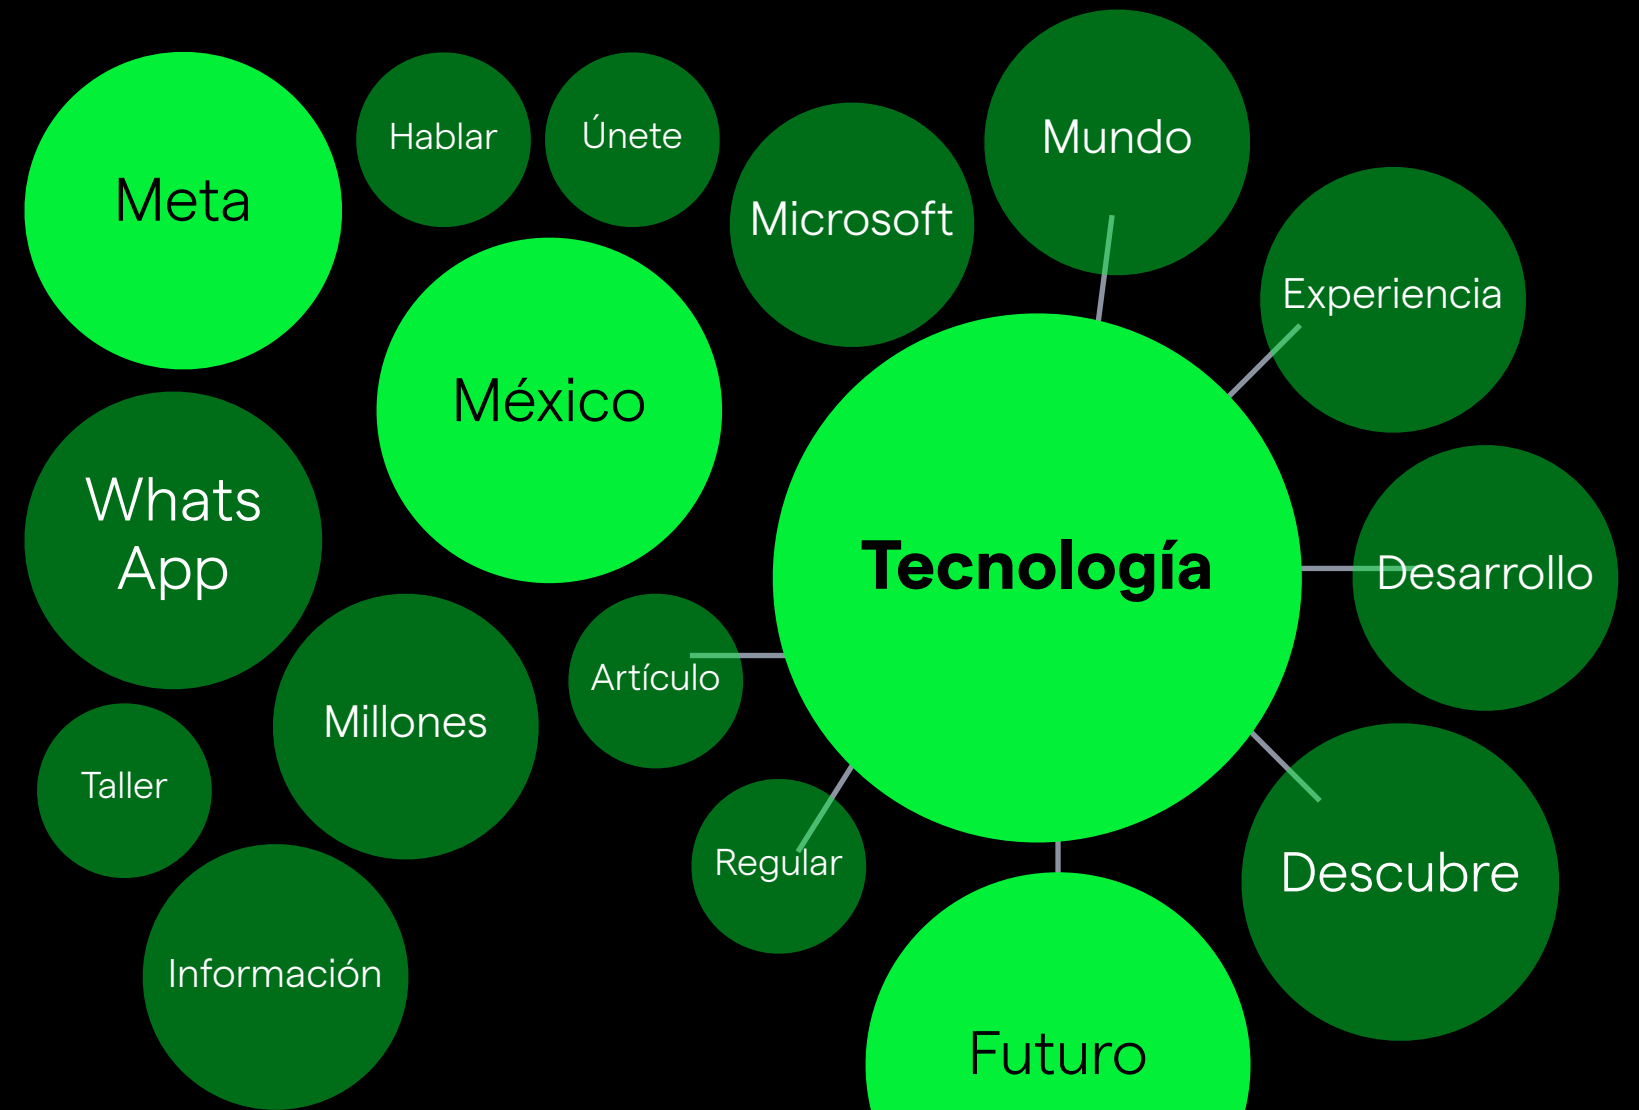 Meta
Hablar
Únete
Microsoft
Mundo
Experiencia
México
Whats
App
Tecnología
Desarrollo
Artículo
Millones
Taller
Regular
Descubre
Información
Futuro